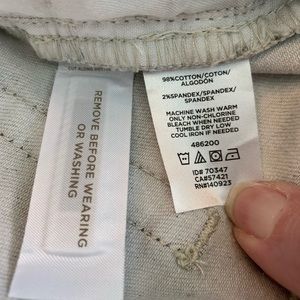 REMOVE BEFORE WEARING
OR WASHING
98%COTTON/COTON/
ALGODÓN
2%SPANDEX/SPANDEX/
SPANDEX
MACHINE WASH WARM
ONLY NON-CHLORINE
BLEACH WHEN NEEDED
TUMBLE DRY LOW
COOL IRON IF NEEDED
486200
ID# 70347
CA#57421
RN#140923